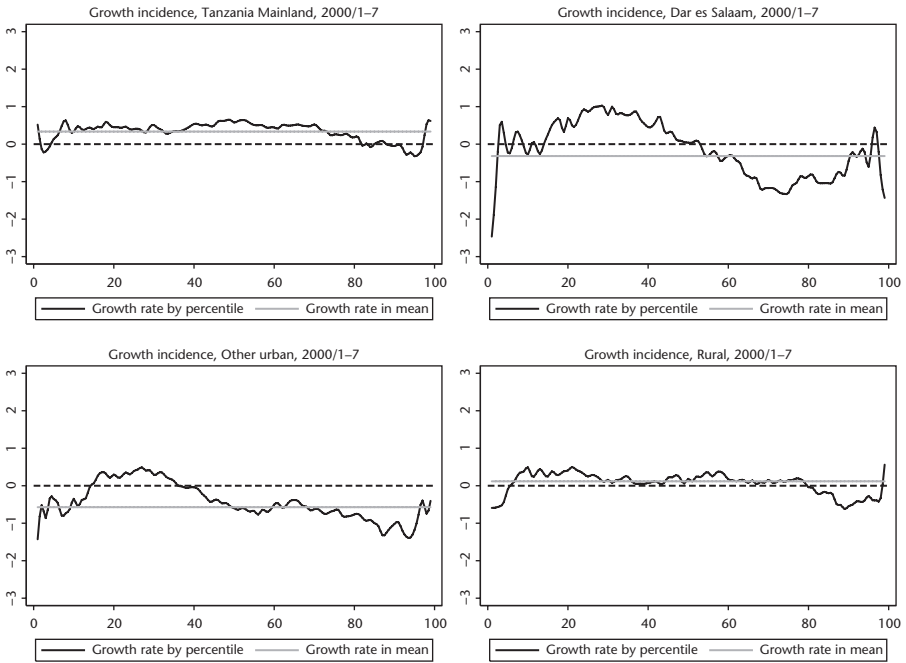 Growth incidence, Tanzania Mainland, 2000/1–7
3
2
1
0
−1
−2
−3
0 20 40 60 80 100
Growth rate by percentile Growth rate in mean
Growth incidence, Dar es Salaam, 2000/1–7
3
2
1
0
−1
−2
−3
0 20 40 60 80 100
Growth rate by percentile Growth rate in mean
Growth incidence, Other urban, 2000/1–7
3
2
1
0
−1
−2
−3
0 20 40 60 80 100
Growth rate by percentile Growth rate in mean
Growth incidence, Rural, 2000/1–7
3
2
1
0
−1
−2
−3
0 20 40 60 80 100
Growth rate by percentile Growth rate in mean